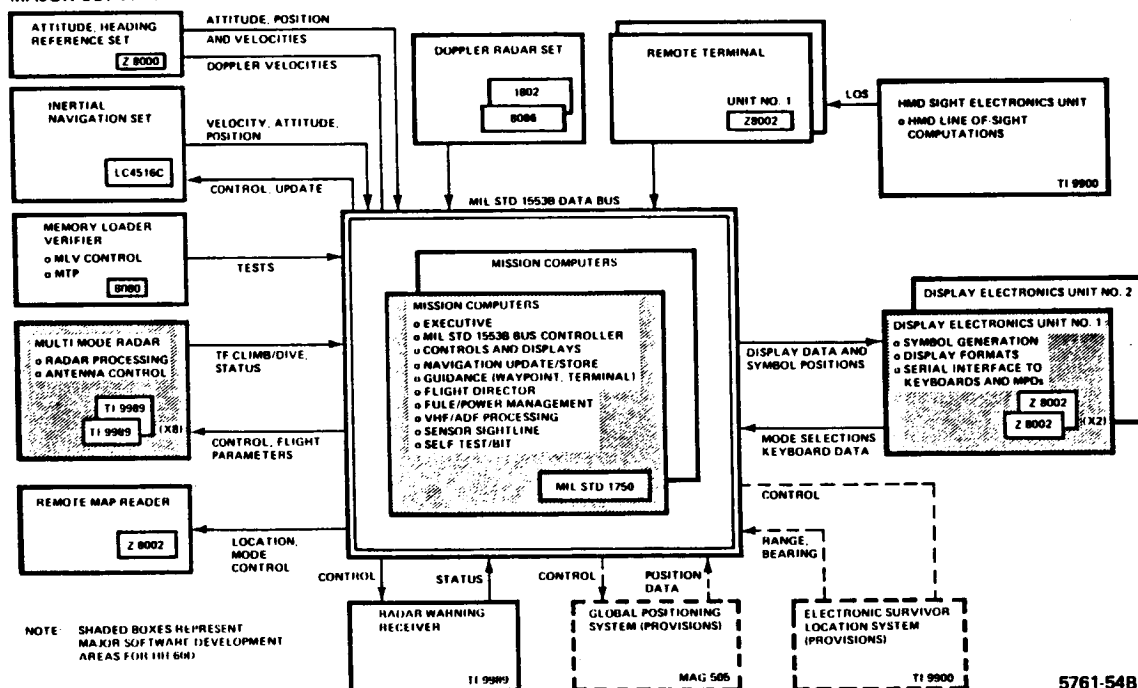 ATTITUDE, HEADING
REFERENCE SET
Z 8000
ATTITUDE, POSITION
AND VELOCITIES
DOPPLER VELOCITIES
INERTIAL
NAVIGATION SET
LC4516C
VELOCITY, ATTITUDE,
POSITION
CONTROL, UPDATE
MEMORY LOADER
VERIFIER
o MLV CONTROL
o MTP
8080
TESTS
MULTI MODE RADAR
o RADAR PROCESSING
o ANTENNA CONTROL
TI 9989
TI 9989
(X8)
TF CLIMB/DIVE,
STATUS
CONTROL, FLIGHT
PARAMETERS
REMOTE MAP READER
Z 8002
LOCATION,
MODE
CONTROL
DOPPLER RADAR SET
1802
8086
REMOTE TERMINAL
UNIT NO. 1
Z8002
LOS
HMD SIGHT ELECTRONICS UNIT
o HMD LINE OF-SIGHT
COMPUTATIONS
TI 9900
MIL STD 1553B DATA BUS
MISSION COMPUTERS
MISSION COMPUTERS
o EXECUTIVE
o MIL STD 1553B BUS CONTROLLER
o CONTROLS AND DISPLAYS
o NAVIGATION UPDATE/STORE
o GUIDANCE (WAYPOINT, TERMINAL)
o FLIGHT DIRECTOR
o FULE/POWER MANAGEMENT
o VHF/ADF PROCESSING
o SENSOR SIGHTLINE
o SELF TEST/BIT
MIL STD 1750
DISPLAY DATA AND
SYMBOL POSITIONS
MODE SELECTIONS
KEYBOARD DATA
DISPLAY ELECTRONICS UNIT NO. 2
DISPLAY ELECTRONICS UNIT NO. 1
o SYMBOL GENERATION
o DISPLAY FORMATS
o SERIAL INTERFACE TO
KEYBOARDS AND MPDs
Z 8002
Z 8002
(X2)
CONTROL
RANGE,
BEARING
CONTROL
STATUS
CONTROL
POSITION
DATA
RADAR WARNING
RECEIVER
TI 9989
GLOBAL POSITIONING
SYSTEM (PROVISIONS)
MAG 505
ELECTRONIC SURVIVOR
LOCATION SYSTEM
(PROVISIONS)
TI 9900
NOTE: SHADED BOXES REPRESENT
MAJOR SOFTWARE DEVELOPMENT
AREAS FOR HH 60D
5761-54B